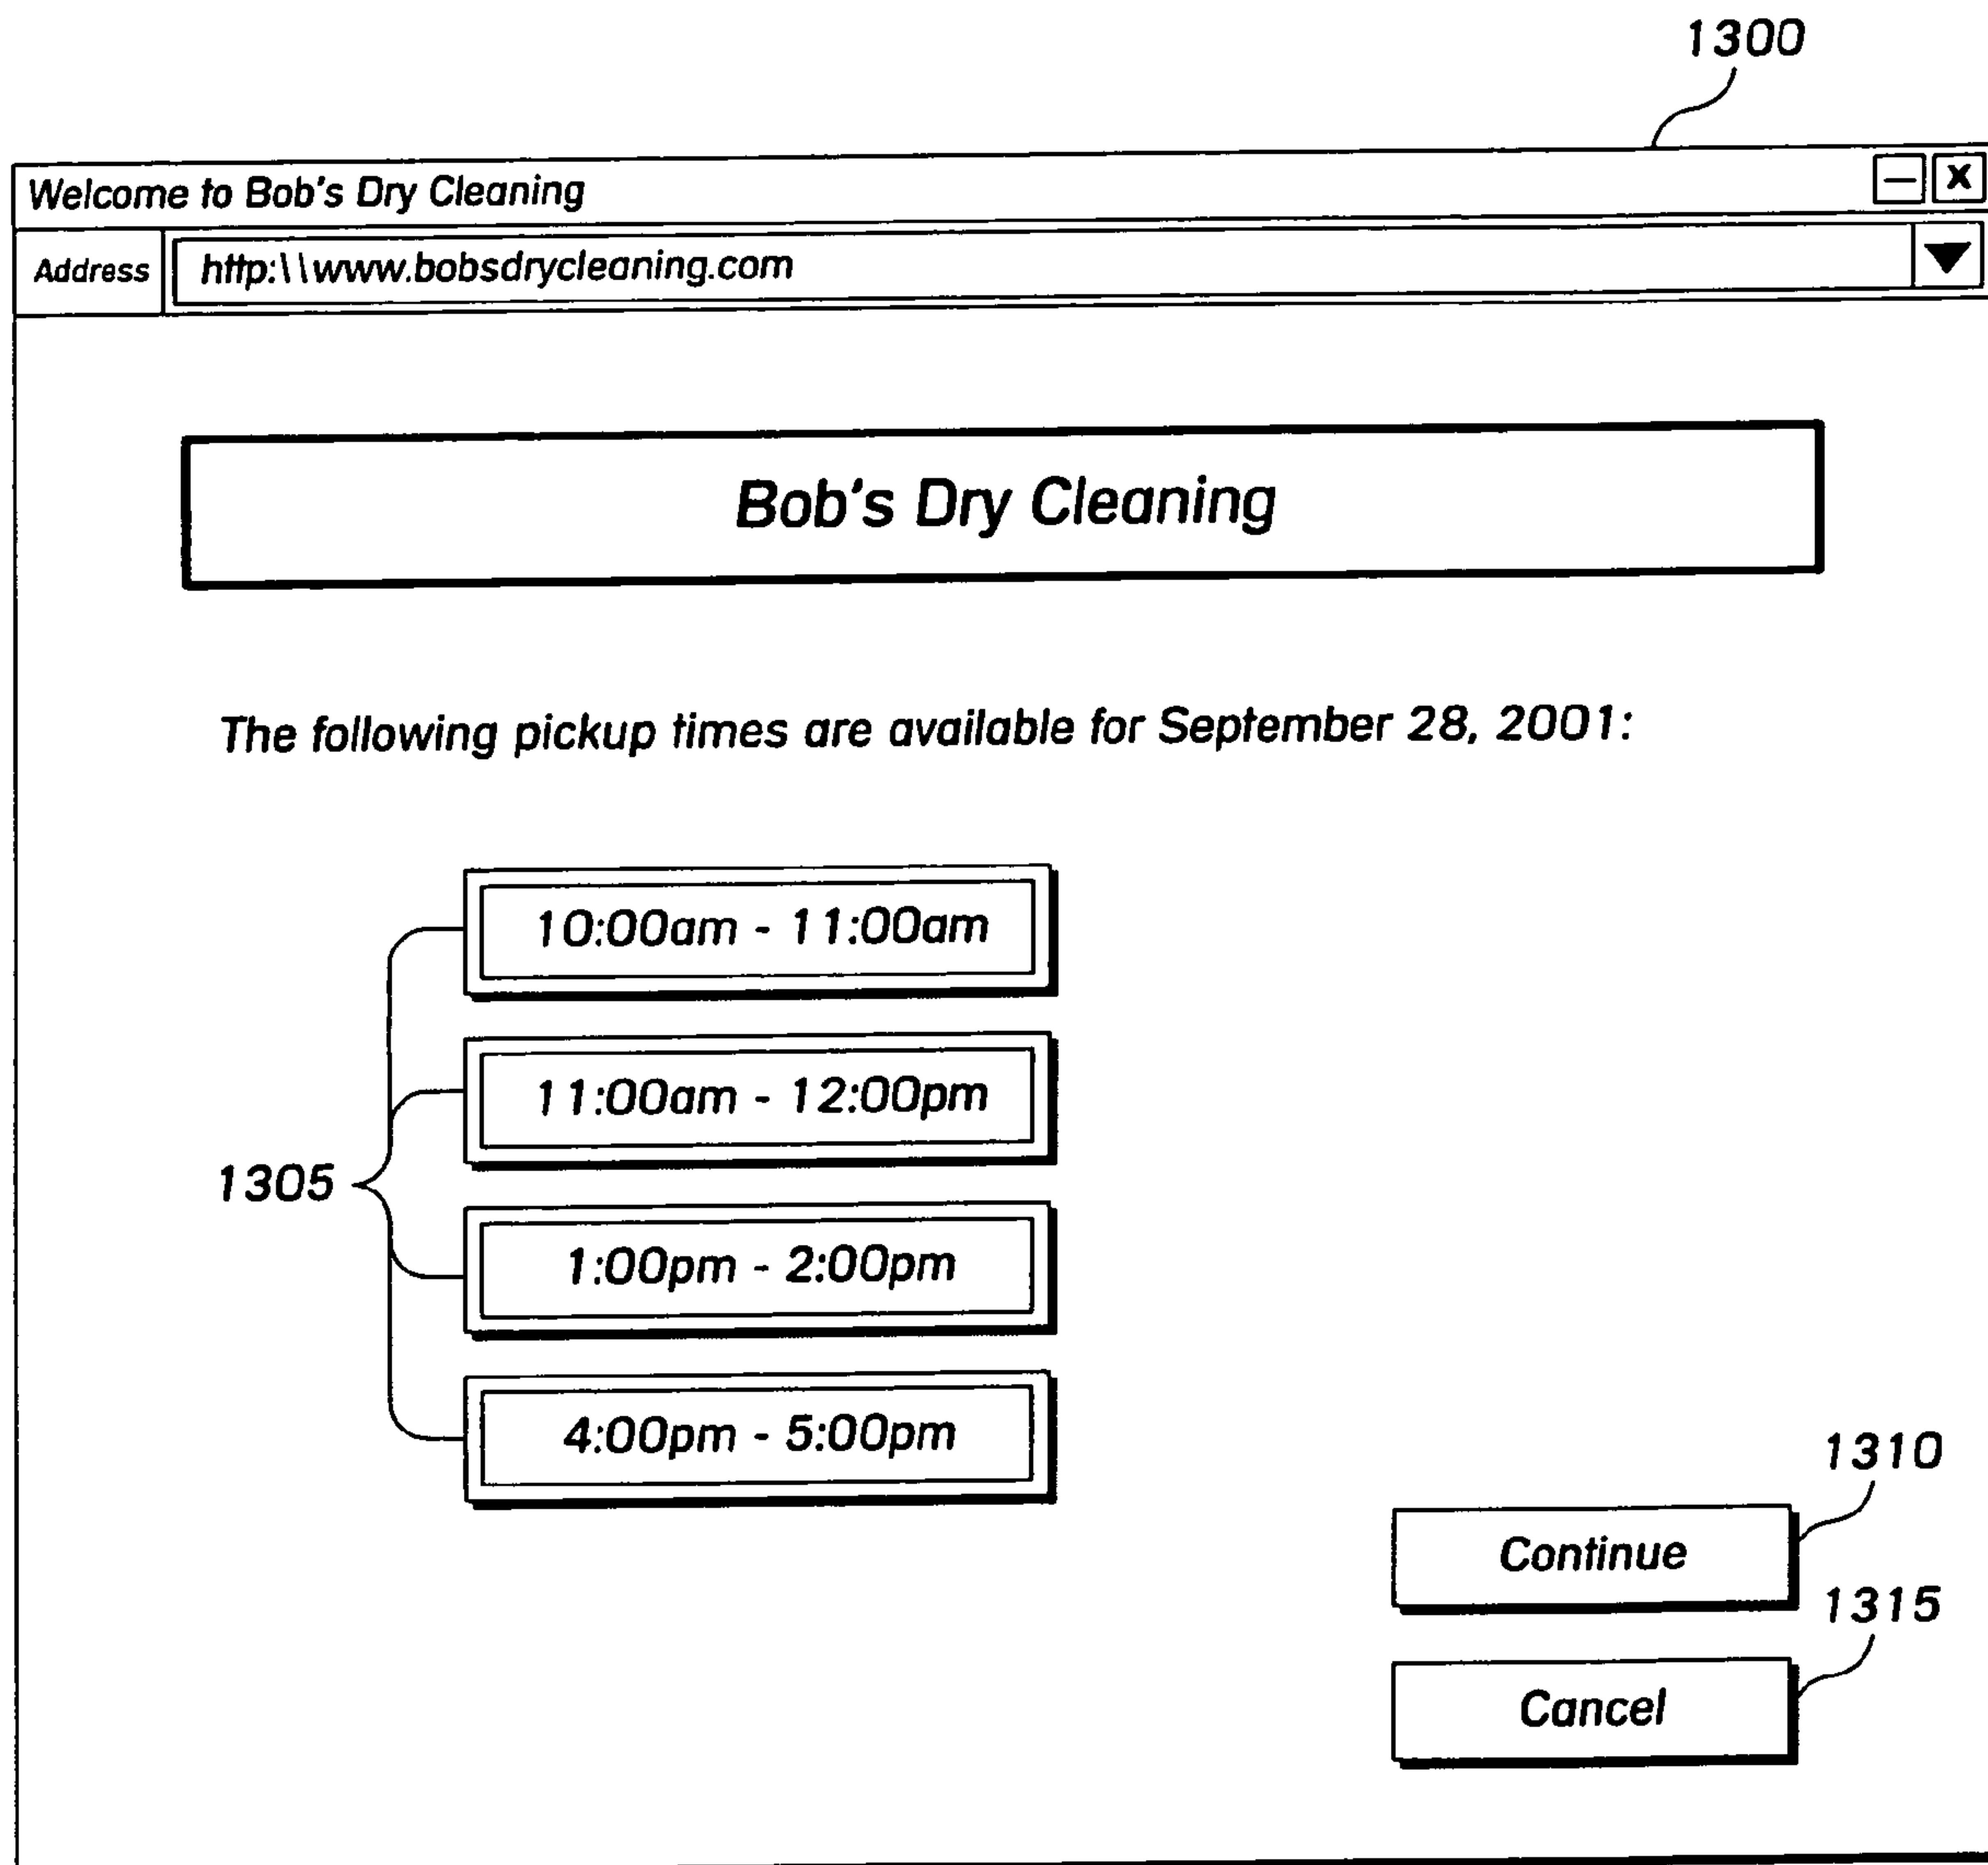 1300
Welcome to Bob's Dry Cleaning
— X
Address http:\\www.bobsdrycleaning.com
Bob's Dry Cleaning
The following pickup times are available for September 28, 2001:
10:00am - 11:00am
11:00am - 12:00pm
1305
1:00pm - 2:00pm
4:00pm - 5:00pm
1310
Continue
1315
Cancel